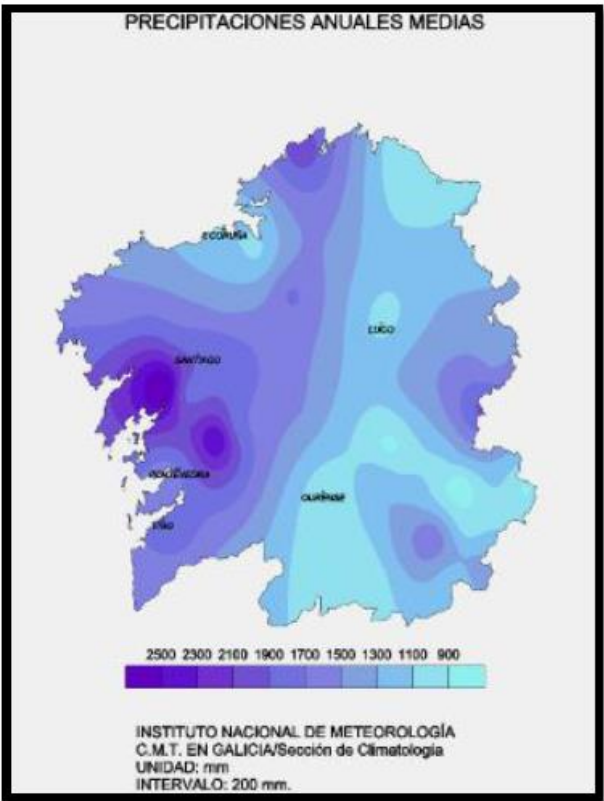 PRECIPITACIONES ANUALES MEDIAS
SANTIAGO
LUGO
PONTEVEDRA
OURENSE
VIGO
2500 2300 2100 1900 1700 1500 1300 1100 900
INSTITUTO NACIONAL DE METEOROLOGÍA
C.M.T. EN GALICIA/Sección de Climatología
UNIDAD: mm
INTERVALO: 200 mm.